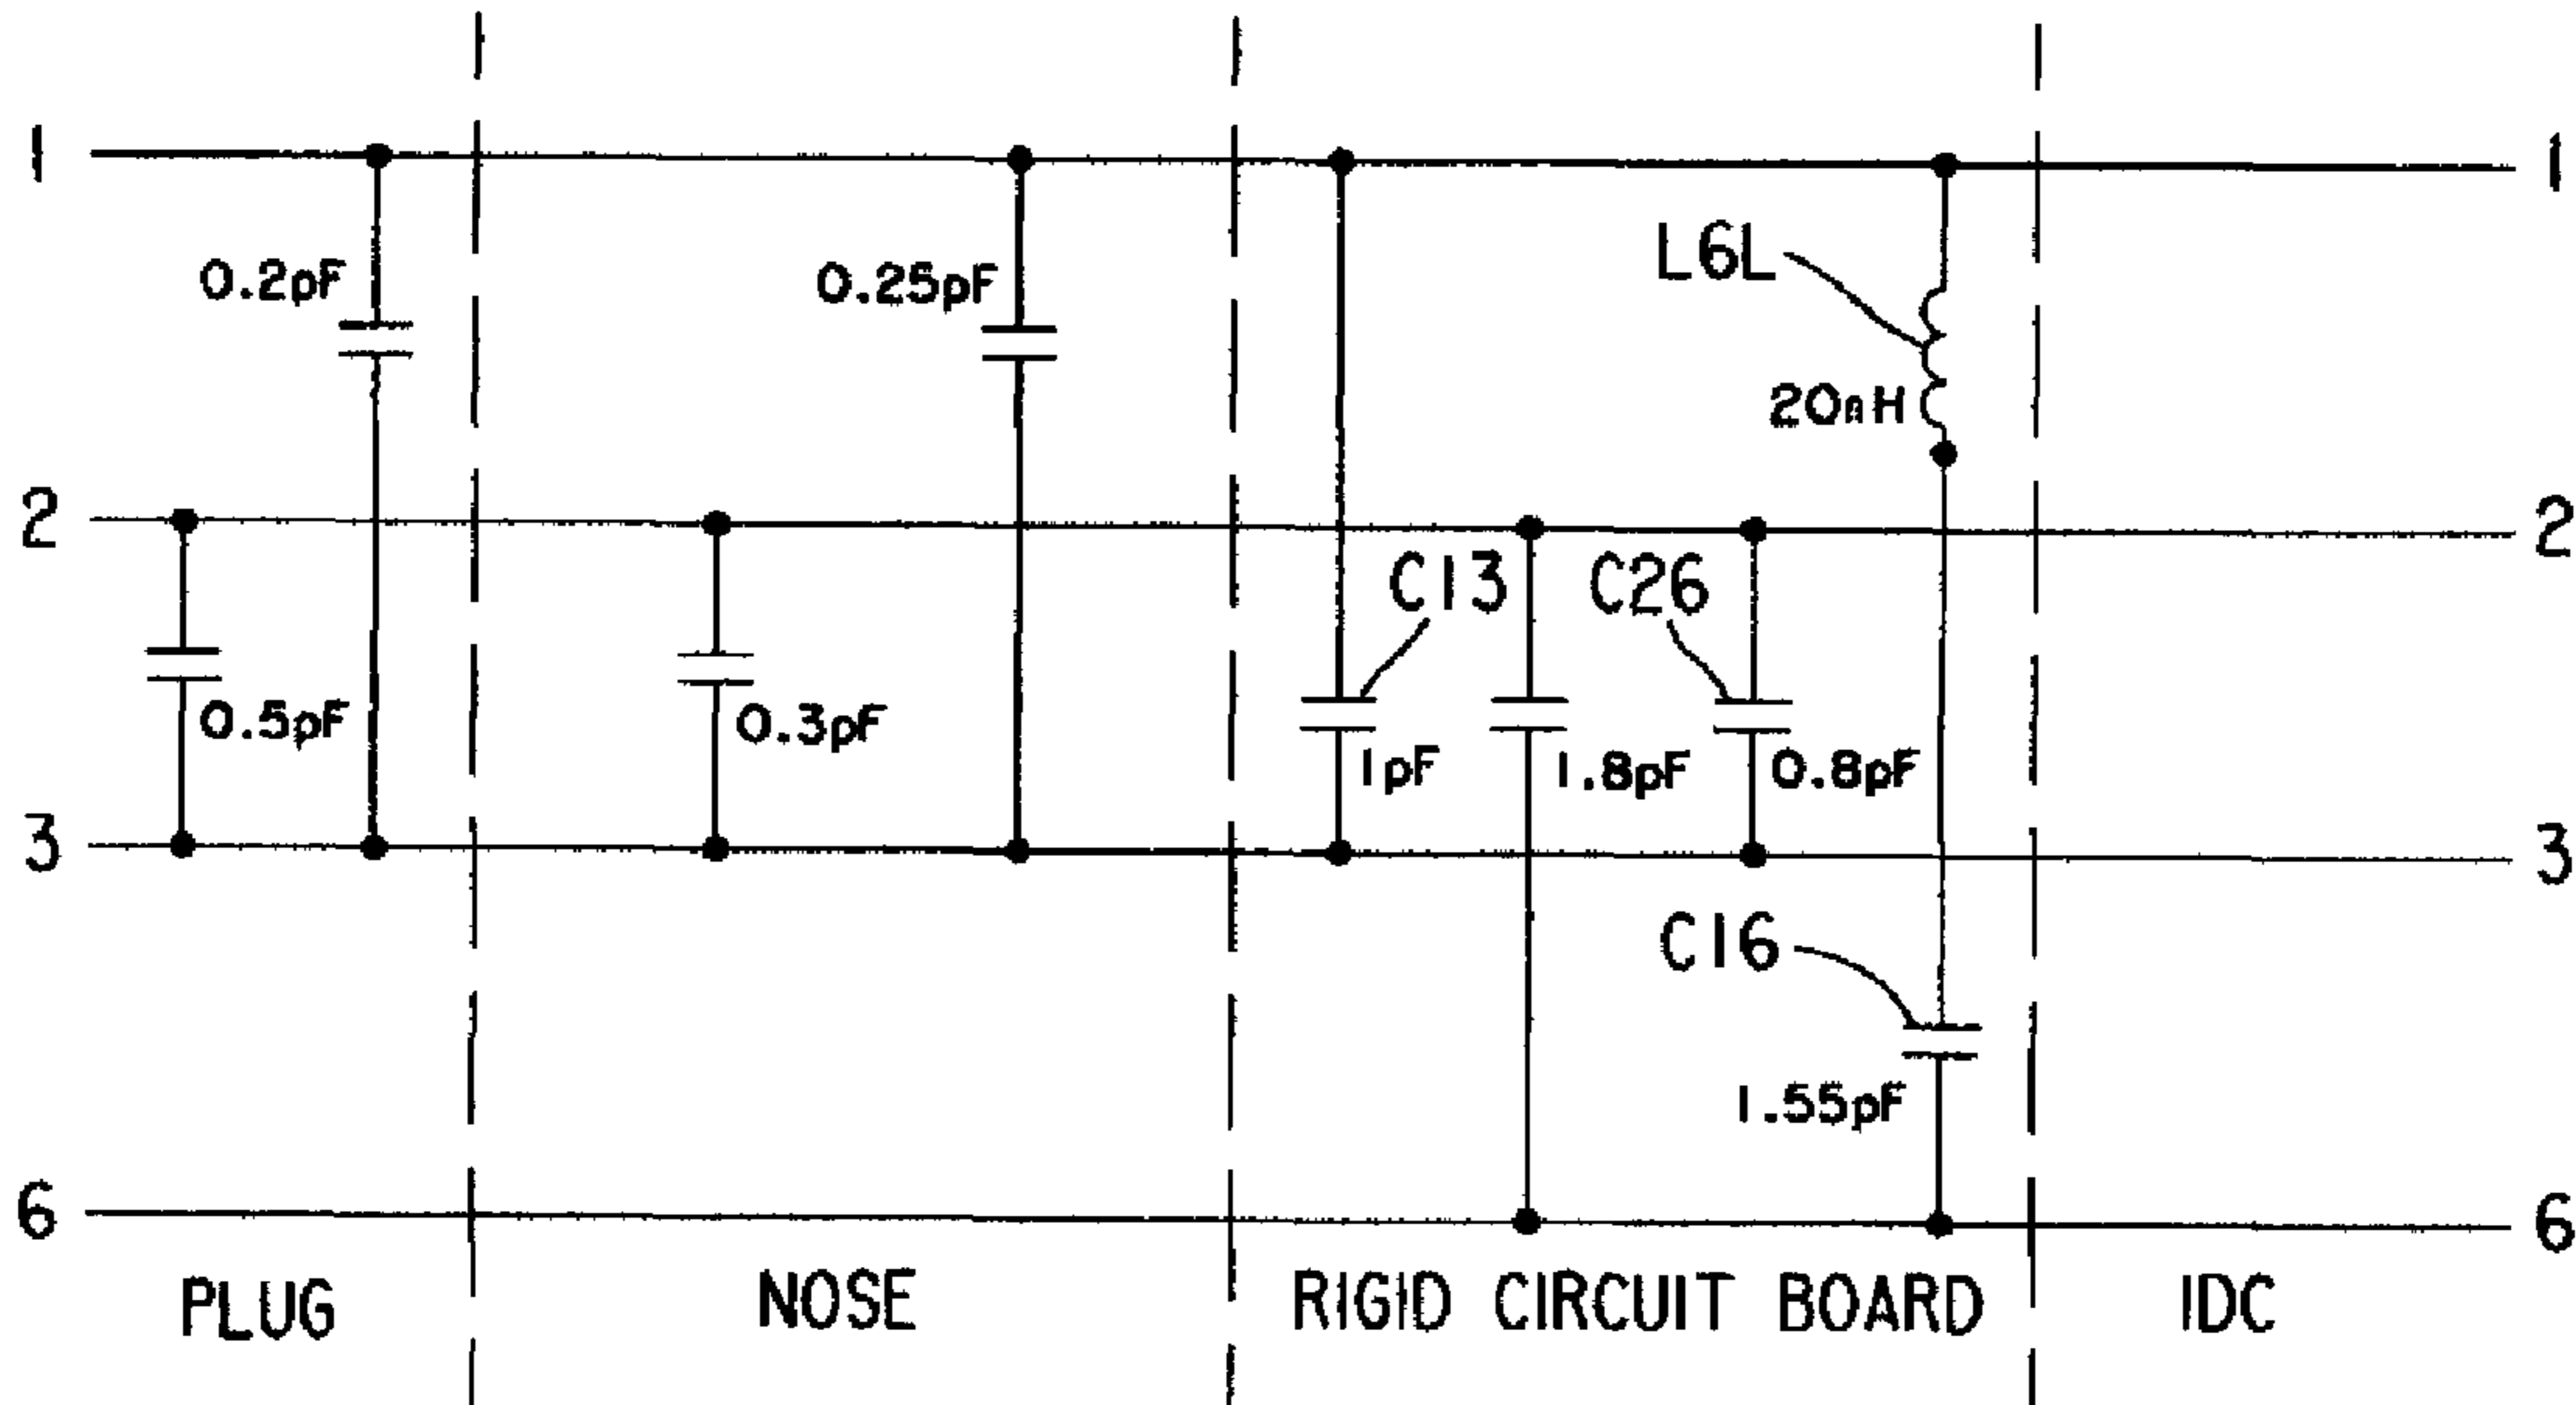 1
1
0.2pF
0.25pF
L6L
20nH
2
2
C13
C26
0.5pF
0.3pF
1pF
1.8pF
0.8pF
3
3
C16
1.55pF
6
6
PLUG
NOSE
RIGID CIRCUIT BOARD
IDC